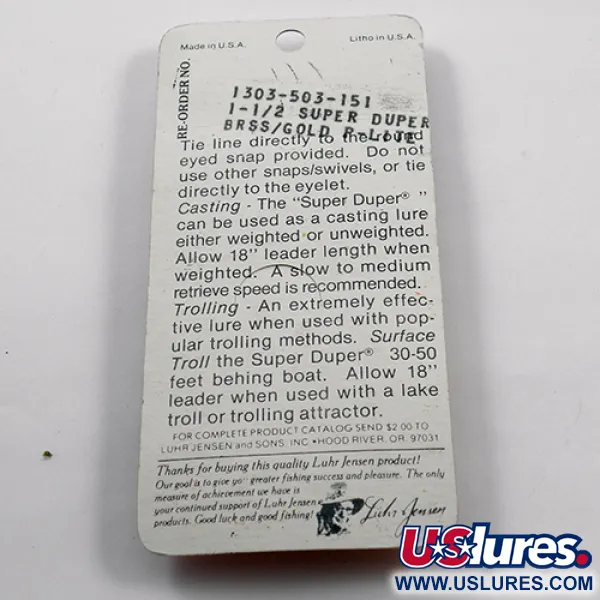 Made in U.S.A. Litho in U.S.A.
RE-ORDER NO.
1303-503-151
1-1/2 SUPER DUPER
BR$S/GOLD P-LITE
Tie line directly to the round
eyed snap provided. Do not
use other snaps/swivels, or tie
directly to the eyelet.
Casting - The "Super Duper® "
can be used as a casting lure
either weighted or unweighted.
Allow 18" leader length when
weighted. A slow to medium
retrieve speed is recommended.
Trolling - An extremely effec-
tive lure when used with pop-
ular trolling methods. Surface
Troll the Super Duper® 30-50
feet behing boat. Allow 18"
leader when used with a lake
troll or trolling attractor.
FOR COMPLETE PRODUCT CATALOG SEND $2.00 TO
LUHR JENSEN and SONS, INC • HOOD RIVER, OR. 97031
Thanks for buying this quality Luhr Jensen product!
Our goal is to give yo greater fishing success and pleasure. The only
measure of achievement we have is
your continued support of Luhr Jensen
products. Good luck and good fishing!
Luhr Jensen
USlures.
WWW.USLURES.COM